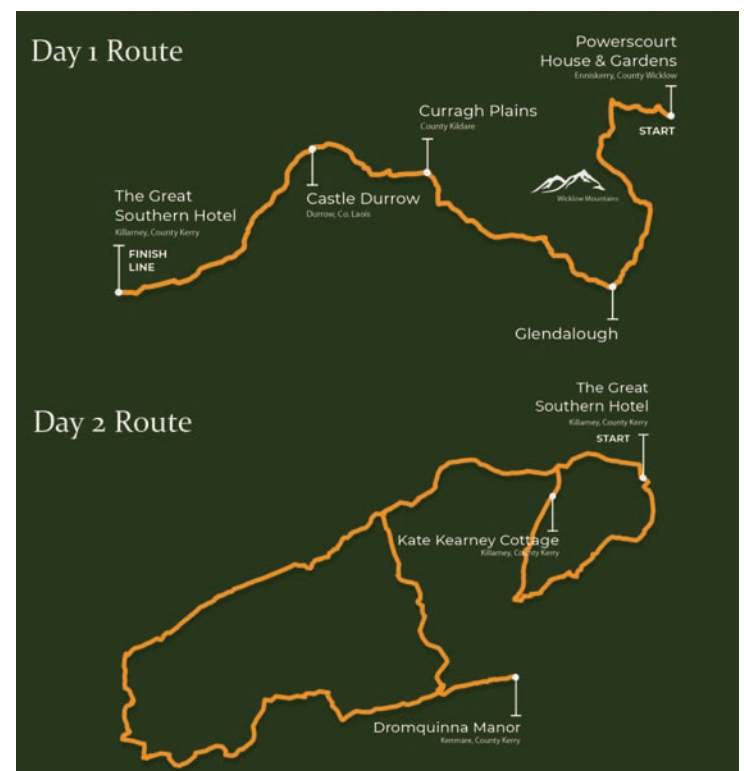 Day 1 Route
Powerscourt
House & Gardens
Enniskerry, County Wicklow
START
Curragh Plains
County Kildare
Wicklow Mountains
Castle Durrow
Durrow, Co. Laois
The Great
Southern Hotel
Killarney, County Kerry
FINISH
LINE
Glendalough
Day 2 Route
The Great
Southern Hotel
Killarney, County Kerry
START
Kate Kearney Cottage
Killarney, County Kerry
Dromquinna Manor
Kenmare, County Kerry